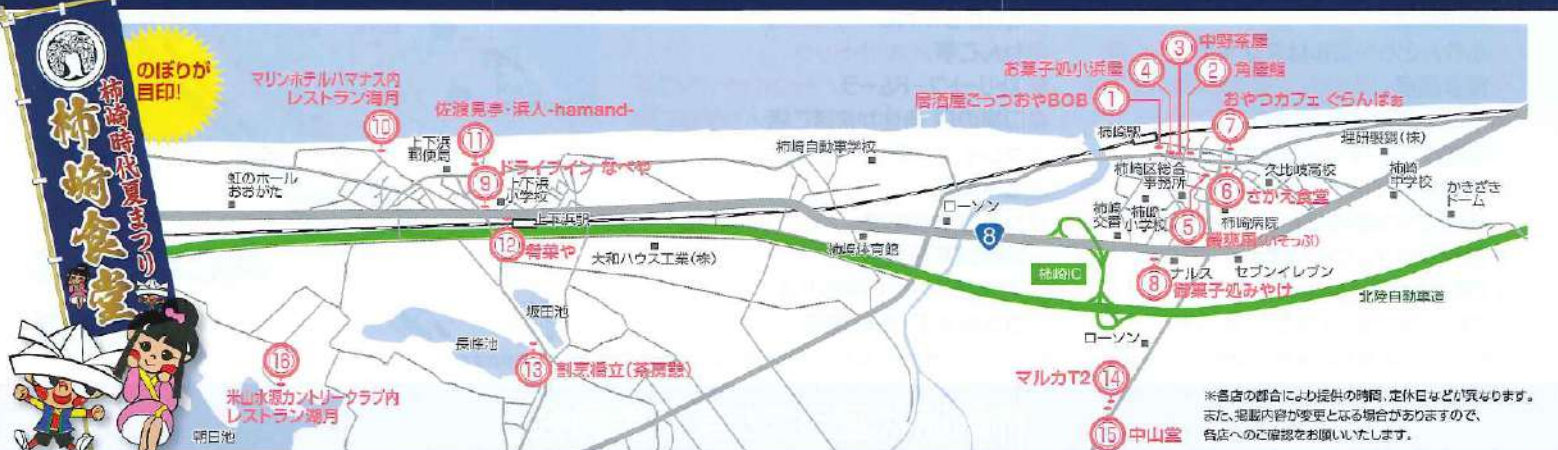 柿崎時代夏まつり
柿崎食堂
のぼりが
目印!
マリンホテルハマナス内
レストラン海月
⑩
佐渡見亭・浜人-hamand-
⑪
上下浜
郵便局
⑨
ドライブイン なべや
上下浜
小学校
虹のホール
おおがた
上下浜駅
⑫
肴菜や
大和ハウス工業(株)
柿崎自動車学校
柿崎体育館
ローソン
8
③
中野茶屋
お菓子処小浜屋
④
②
角屋鮨
居酒屋ごっつおやBOB
①
おやつカフェ ぐらんぱぁ
⑦
柿崎駅
理研製鋼(株)
柿崎区総合
事務所
久比岐高校
柿崎
中学校
かきざき
ドーム
⑥
さかえ食堂
柿崎
交番
柿崎
小学校
⑤
(いそっぷ)
柿崎病院
柿崎IC
ナルス
セブンイレブン
⑧
御菓子処みやけ
北陸自動車道
ローソン
坂田池
長峰池
⑬
割烹橋立(茶房憩)
⑯
米山水源カントリークラブ内
レストラン湖月
朝日池
マルカT2
⑭
⑮
中山堂
※各店の都合により提供の時間、定休日などが異なります。
また、掲載内容が変更となる場合がありますので、
各店へのご確認をお願いいたします。